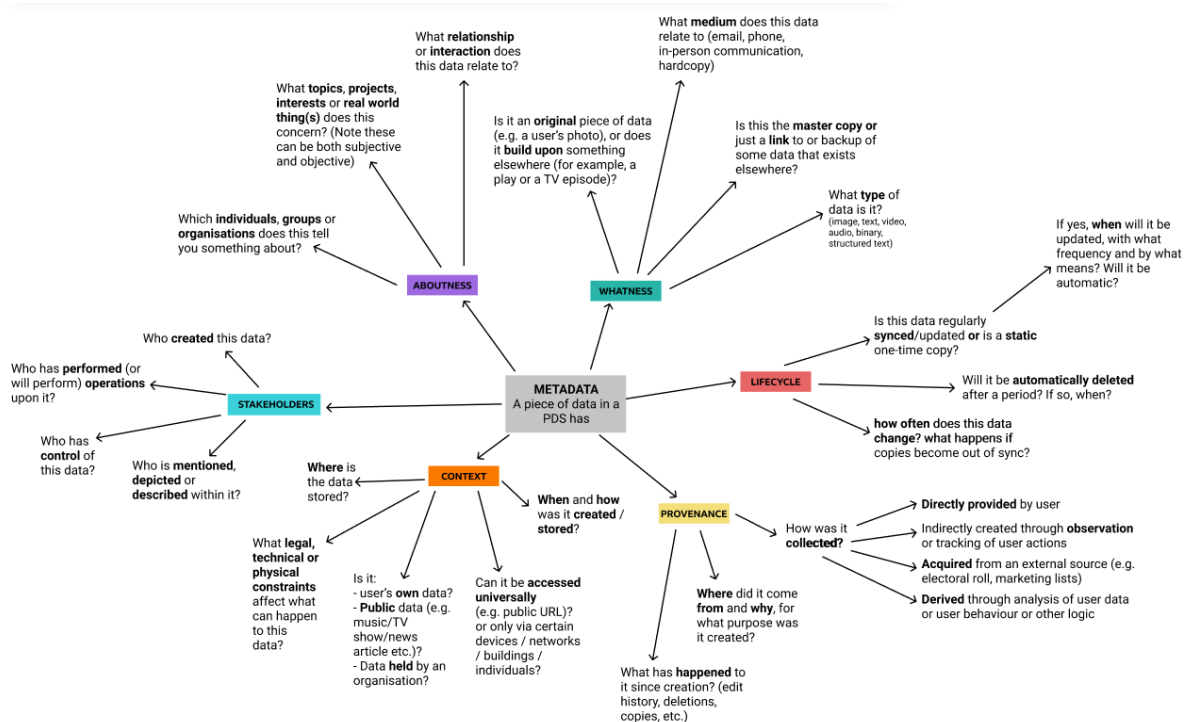 What relationship
or interaction does
this data relate to?
What medium does this data
relate to (email, phone,
in-person communication,
hardcopy)
What topics, projects,
interests or real world
thing(s) does this
concern? (Note these
can be both subjective
and objective)
Is it an original piece of data
(e.g. a user's photo), or does
it build upon something
elsewhere (for example, a
play or a TV episode)?
Is this the master copy or
just a link to or backup of
some data that exists
elsewhere?
What type of
data is it?
(image, text, video,
audio, binary,
structured text)
Which individuals, groups or
organisations does this tell
you something about?
ABOUTNESS
WHATNESS
If yes, when will it be
updated, with what
frequency and by what
means? Will it be
automatic?
Is this data regularly
synced/updated or is a static
one-time copy?
Who created this data?
Who has performed (or
will perform) operations
upon it?
STAKEHOLDERS
Who has
control of
this data?
Who is mentioned,
depicted or
described within it?
METADATA
A piece of data in a
PDS has
LIFECYCLE
Will it be automatically deleted
after a period? If so, when?
how often does this data
change? what happens if
copies become out of sync?
CONTEXT
Where is
the data
stored?
When and how
was it created /
stored?
What legal,
technical or
physical
constraints
affect what
can happen
to this
data?
Is it:
- user's own data?
- Public data (e.g.
music/TV
show/news
article etc.)?
- Data held by an
organisation?
Can it be accessed
universally
(e.g. public URL)?
or only via certain
devices / networks
/ buildings /
individuals?
PROVENANCE
How was it
collected?
Directly provided by user
Indirectly created through observation
or tracking of user actions
Acquired from an external source (e.g.
electoral roll, marketing lists)
Derived through analysis of user data
or user behaviour or other logic
Where did it come
from and why, for
what purpose was
it created?
What has happened to
it since creation? (edit
history, deletions,
copies, etc.)